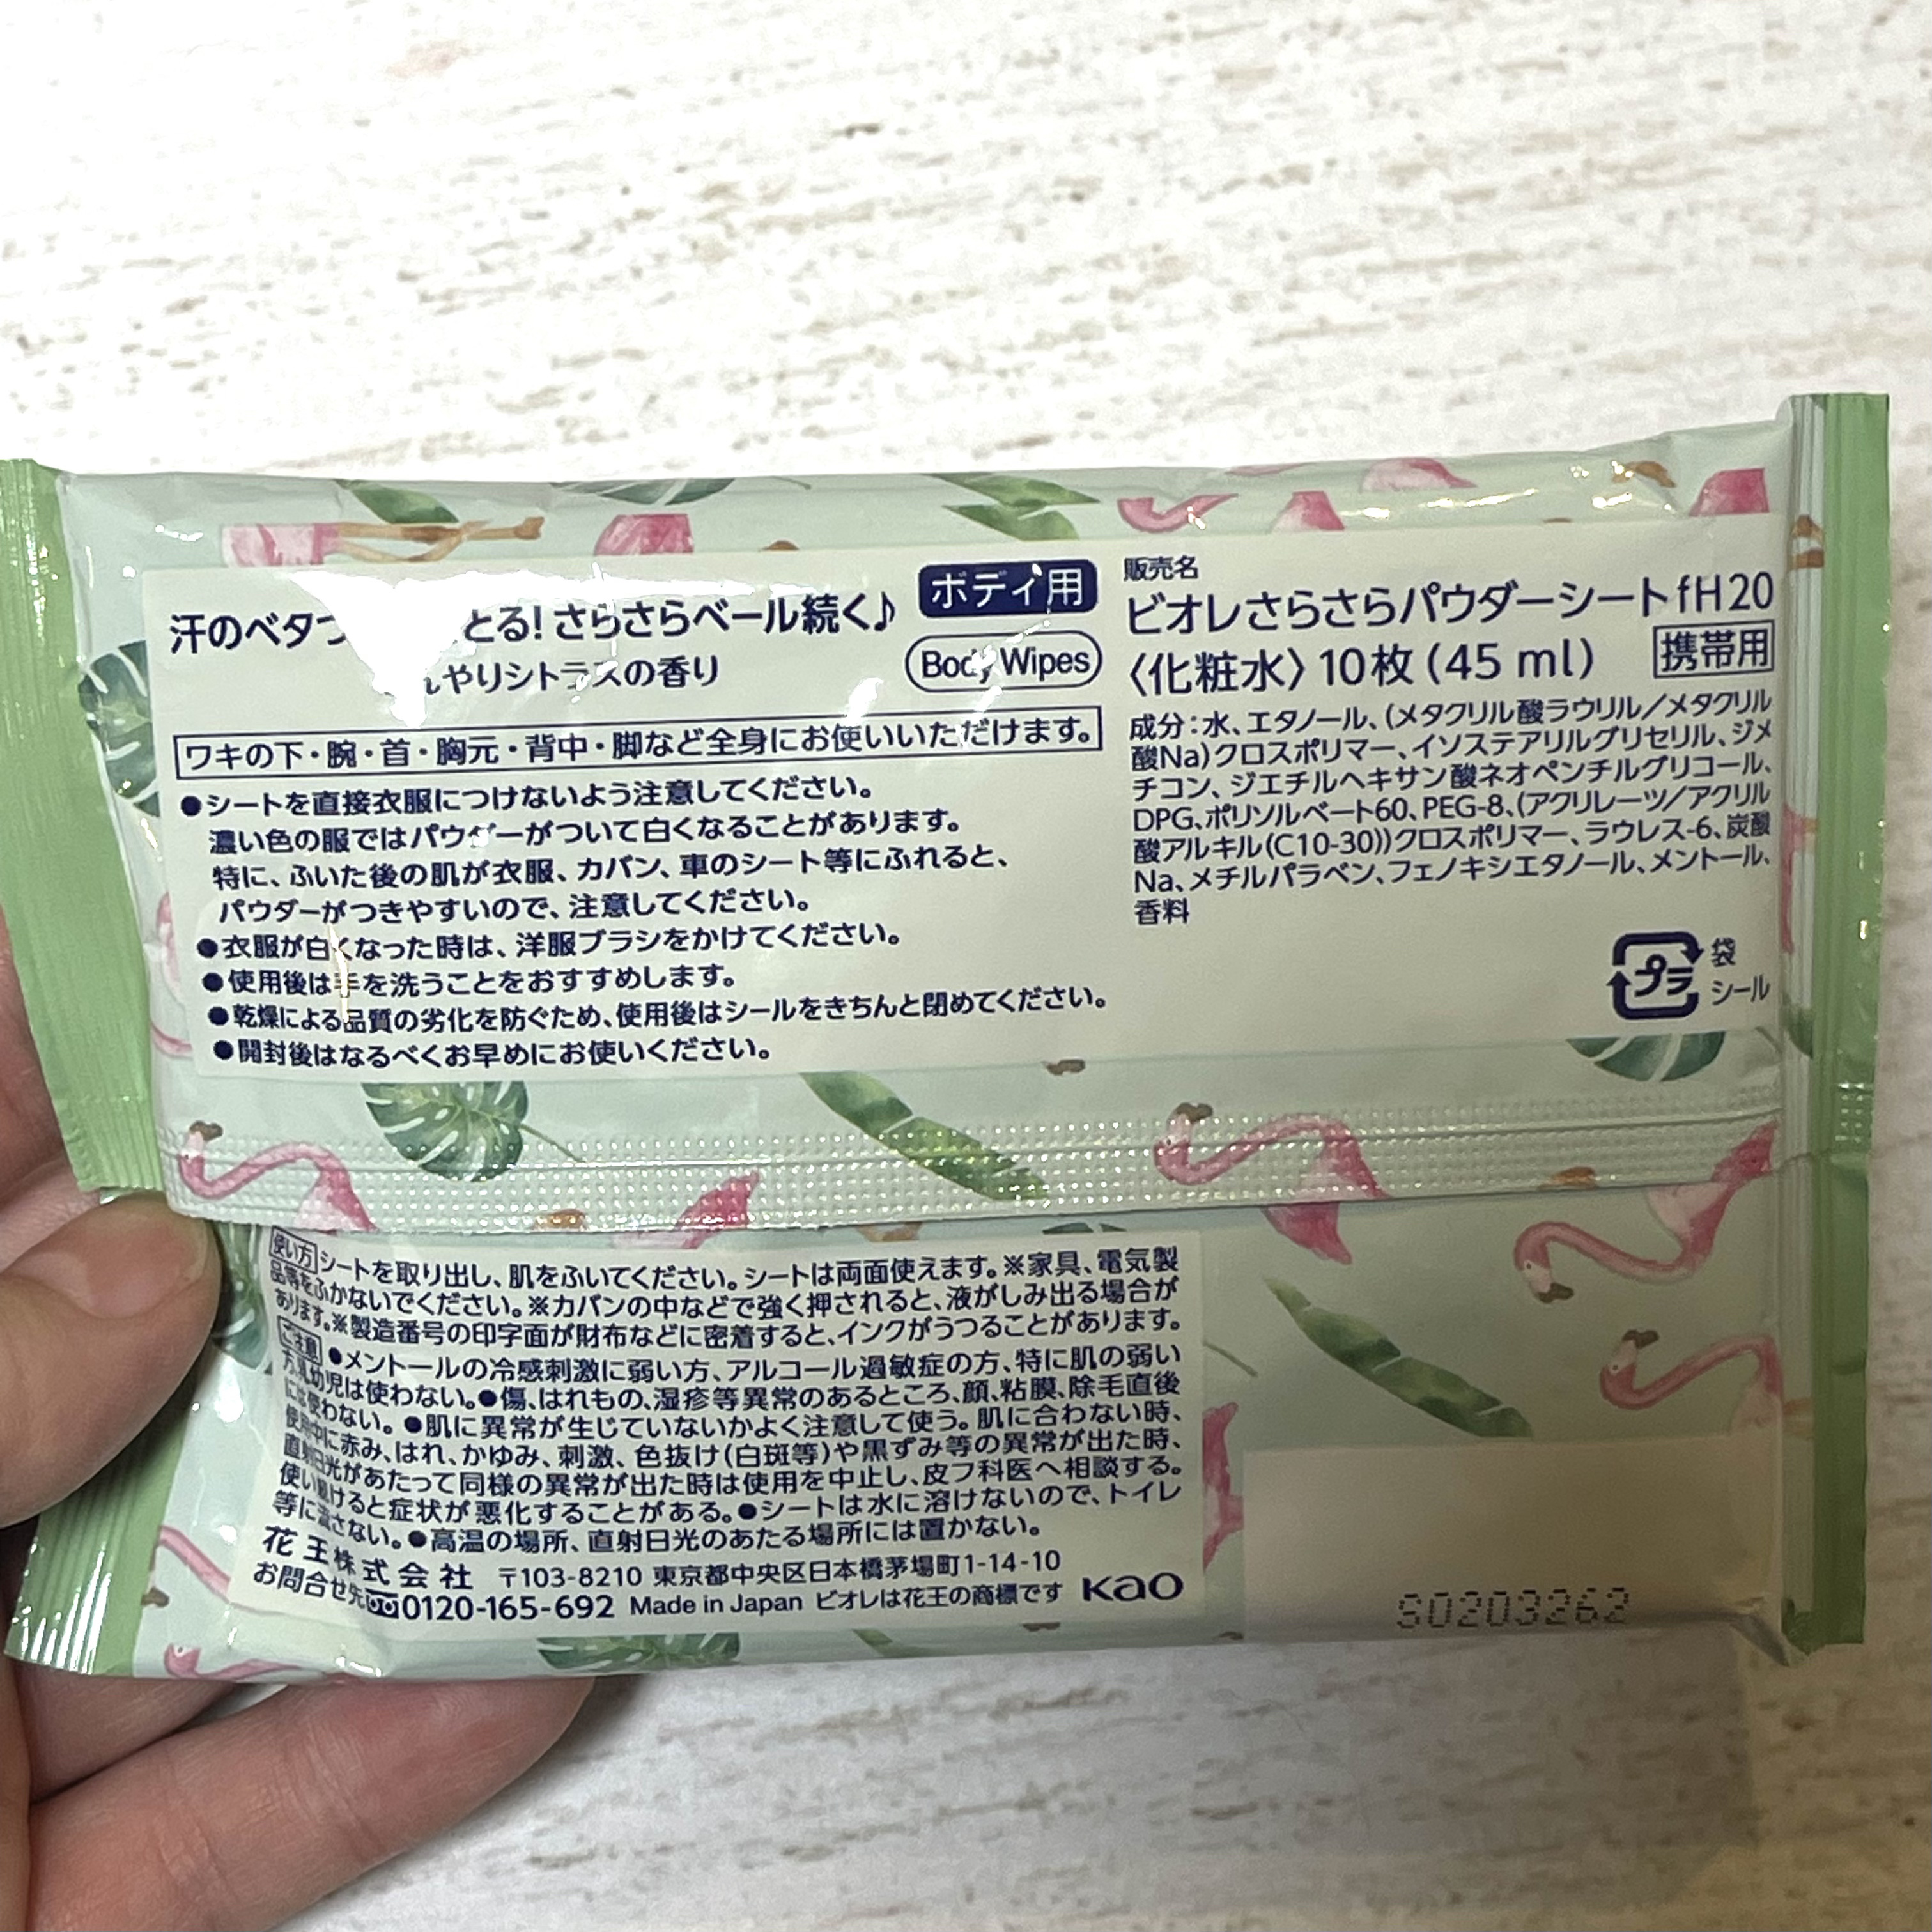 汗のベタつ とる! さらさらベール続く♪
んやりシトラスの香り
ボディ用
Body Wipes
ワキの下・腕・首・胸元・背中・脚など全身にお使いいただけます。
●シートを直接衣服につけないよう注意してください。
濃い色の服ではパウダーがついて白くなることがあります。
特に、ふいた後の肌が衣服、カバン、車のシート等にふれると、
パウダーがつきやすいので、注意してください。
●衣服が白くなった時は、洋服ブラシをかけてください。
●使用後は手を洗うことをおすすめします。
●乾燥による品質の劣化を防ぐため、使用後はシールをきちんと閉めてください。
●開封後はなるべくお早めにお使いください。
販売名
ビオレさらさらパウダーシートfH20
〈化粧水〉10枚(45 ml) 携帯用
成分:水、エタノール、(メタクリル酸ラウリル/メタクリル
酸Na)クロスポリマー、イソステアリルグリセリル、ジメ
チコン、ジエチルヘキサン酸ネオペンチルグリコール、
DPG、ポリソルベート60、PEG-8、(アクリレーツ/アクリル
酸アルキル(C10-30))クロスポリマー、ラウレス-6、炭酸
Na、メチルパラベン、フェノキシエタノール、メントール、
香料
プラ
袋
シール
使い方 シートを取り出し、肌をふいてください。シートは両面使えます。※家具、電気製
品等をふかないでください。※カバンの中などで強く押されると、液がしみ出る場合が
あります。※製造番号の印字面が財布などに密着すると、インクがうつることがあります。
ご注意 ●メントールの冷感刺激に弱い方、アルコール過敏症の方、特に肌の弱い
方、乳幼児は使わない。●傷、はれもの、湿疹等異常のあるところ、顔、粘膜、除毛直後
には使わない。●肌に異常が生じていないかよく注意して使う。肌に合わない時、
使用中に赤み、はれ、かゆみ、刺激、色抜け(白斑等)や黒ずみ等の異常が出た時、
直射日光があたって同様の異常が出た時は使用を中止し、皮フ科医へ相談する。
使い続けると症状が悪化することがある。●シートは水に溶けないので、トイレ
等に流さない。●高温の場所、直射日光のあたる場所には置かない。
花王株式会社 〒103-8210 東京都中央区日本橋茅場町1-14-10
お問合せ先 0120-165-692 Made in Japan ビオレは花王の商標です Kao
S0203262